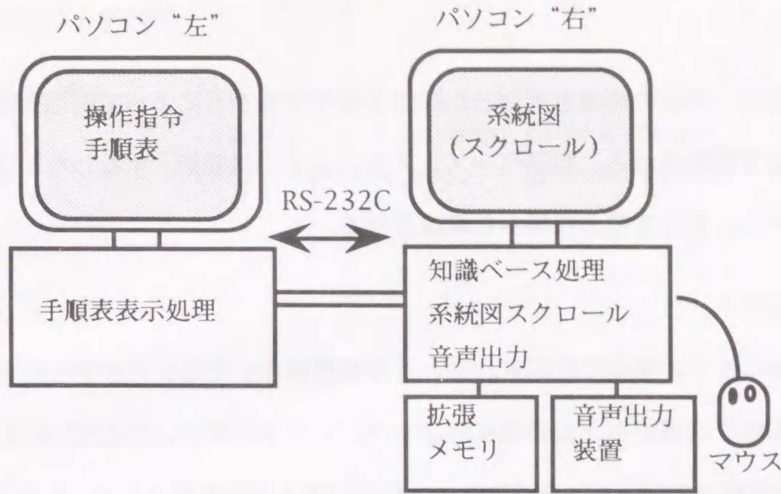 パソコン“左”
パソコン“右”
操作指令
手順表
系統図
(スクロール)
RS-232C
手順表表示処理
知識ベース処理
系統図スクロール
音声出力
拡張
メモリ
音声出力
装置
マウス